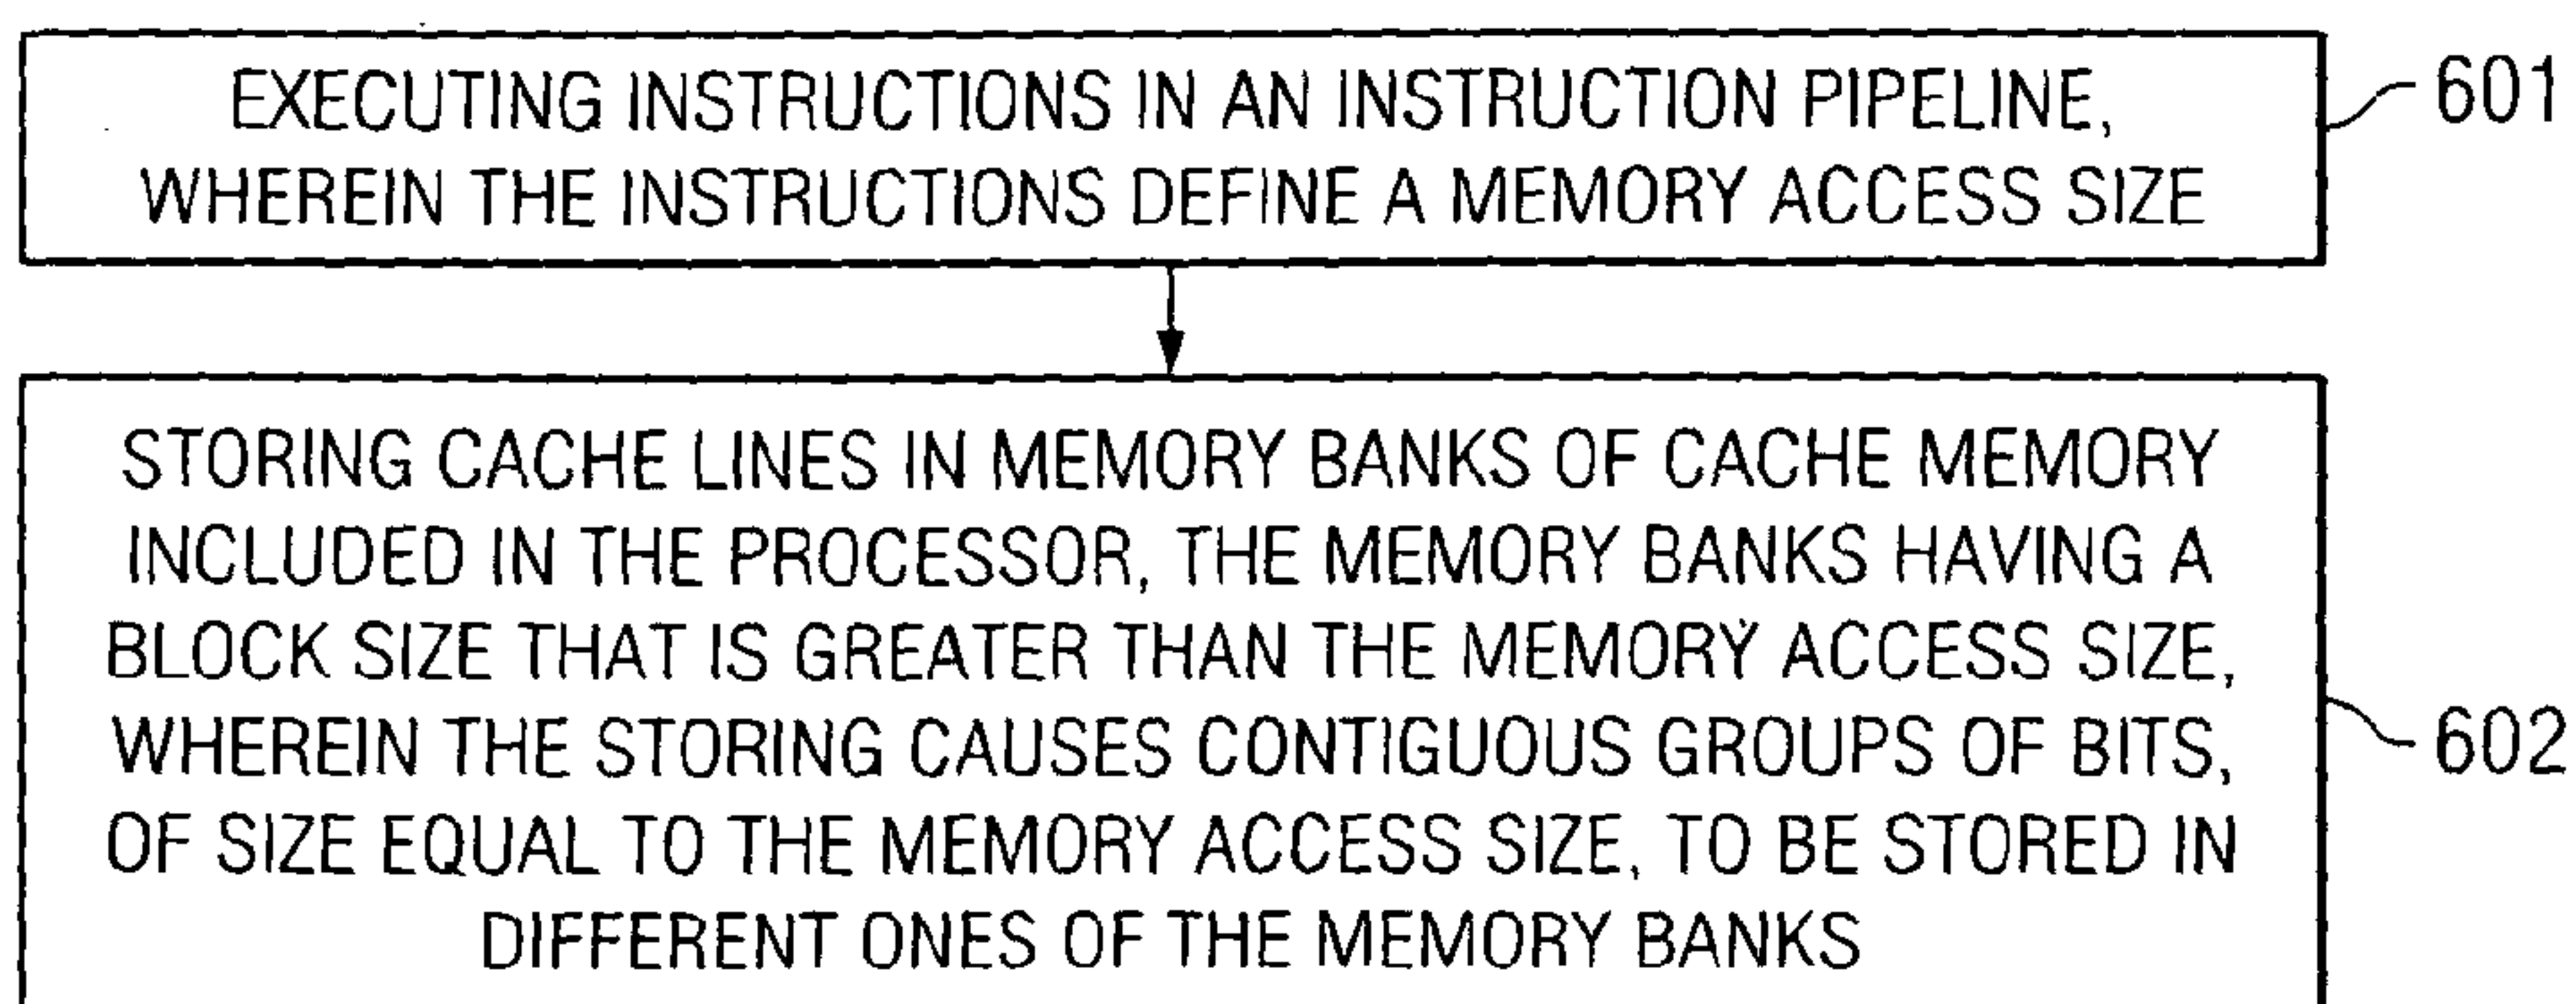 EXECUTING INSTRUCTIONS IN AN INSTRUCTION PIPELINE,
WHEREIN THE INSTRUCTIONS DEFINE A MEMORY ACCESS SIZE
601
STORING CACHE LINES IN MEMORY BANKS OF CACHE MEMORY
INCLUDED IN THE PROCESSOR, THE MEMORY BANKS HAVING A
BLOCK SIZE THAT IS GREATER THAN THE MEMORY ACCESS SIZE,
WHEREIN THE STORING CAUSES CONTIGUOUS GROUPS OF BITS,
OF SIZE EQUAL TO THE MEMORY ACCESS SIZE, TO BE STORED IN
DIFFERENT ONES OF THE MEMORY BANKS
602